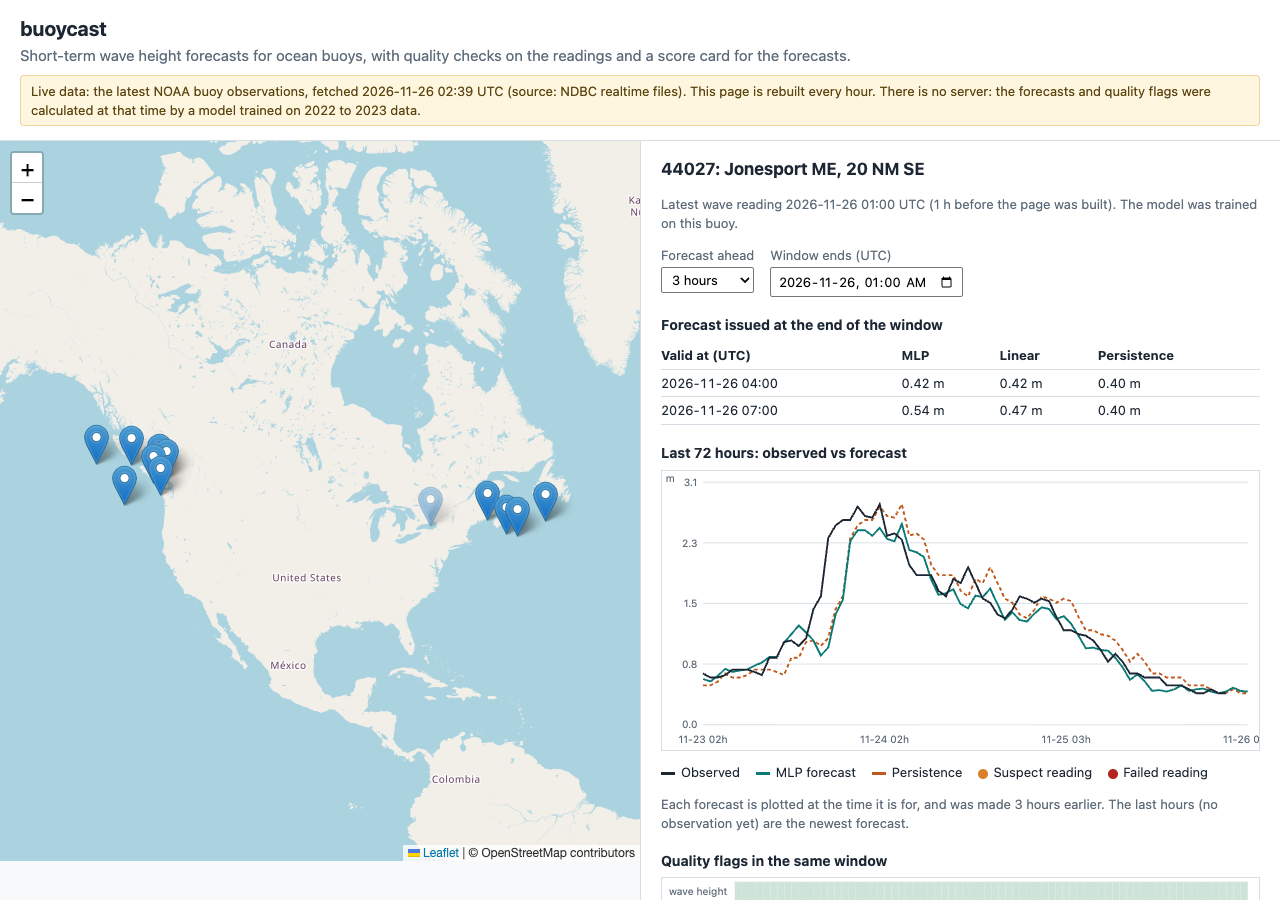 buoycast
Short-term wave height forecasts for ocean buoys, with quality checks on the readings and a score card for the forecasts.
Live data: the latest NOAA buoy observations, fetched 2026-11-26 02:39 UTC (source: NDBC realtime files). This page is rebuilt every hour. There is no server: the forecasts and quality flags were
calculated at that time by a model trained on 2022 to 2023 data.
+
−
Ka
Nu
Canada
United States
México
Colombia
Leaflet | © OpenStreetMap contributors
44027: Jonesport ME, 20 NM SE
Latest wave reading 2026-11-26 01:00 UTC (1 h before the page was built). The model was trained
on this buoy.
Forecast ahead Window ends (UTC)
3 hours 2026-11-26, 01:00 AM
Forecast issued at the end of the window
Valid at (UTC) MLP Linear Persistence
2026-11-26 04:00 0.42 m 0.42 m 0.40 m
2026-11-26 07:00 0.54 m 0.47 m 0.40 m
Last 72 hours: observed vs forecast
m
3.1
2.3
1.5
0.8
0.0
11-23 02h 11-24 02h 11-25 03h 11-26 0
Observed MLP forecast Persistence Suspect reading Failed reading
Each forecast is plotted at the time it is for, and was made 3 hours earlier. The last hours (no
observation yet) are the newest forecast.
Quality flags in the same window
wave height